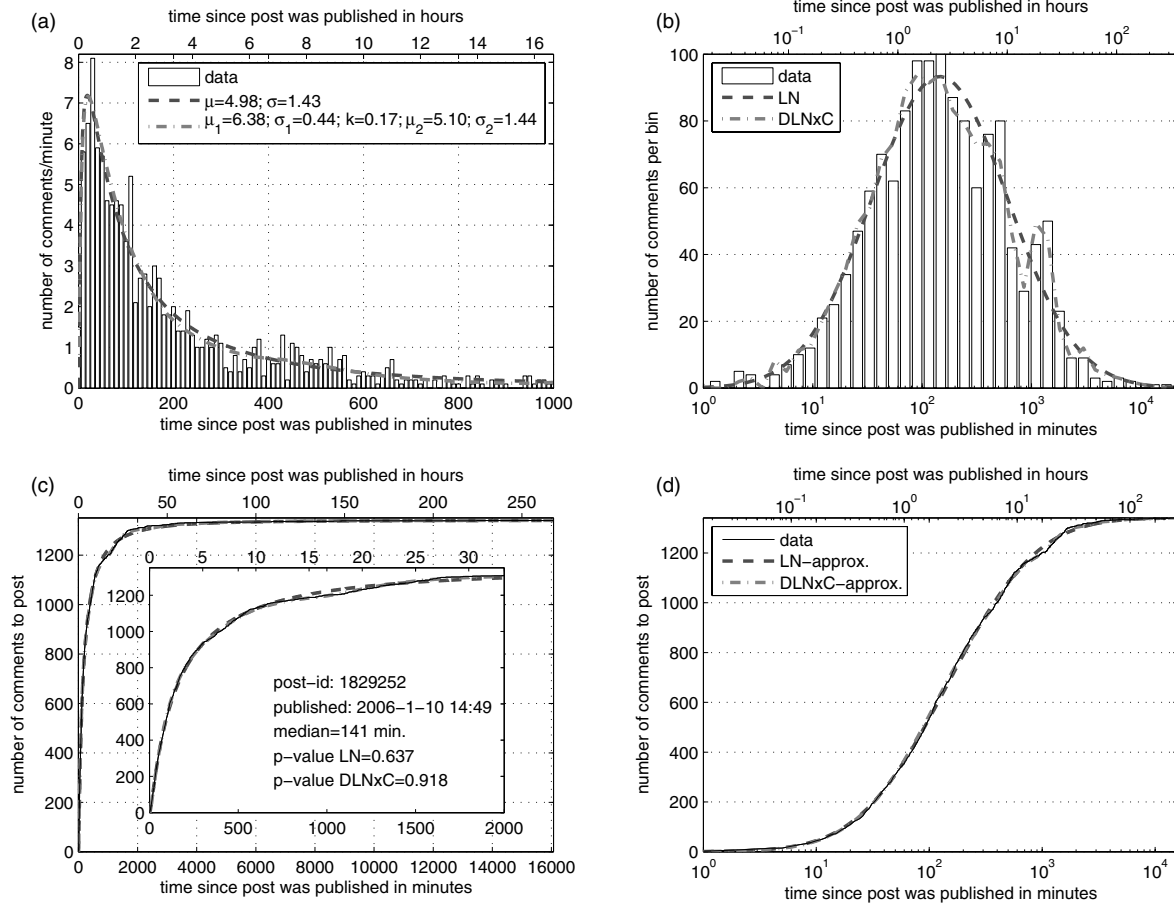 (a)
time since post was published in hours
0 2 4 6 8 10 12 14 16
8
7
6
5
4
3
2
1
0
number of comments/minute
data
μ=4.98; σ=1.43
μ1=6.38; σ1=0.44; k=0.17; μ2=5.10; σ2=1.44
0 200 400 600 800 1000
time since post was published in minutes
(b)
time since post was published in hours
10^-1 10^0 10^1 10^2
100
80
60
40
20
0
number of comments per bin
data
LN
DLNxC
10^0 10^1 10^2 10^3 10^4
time since post was published in minutes
(c)
time since post was published in hours
0 50 100 150 200 250
1200
1000
800
600
400
200
0
number of comments to post
0 5 10 15 20 25 30
1200
1000
800
600
400
200
0
post-id: 1829252
published: 2006-1-10 14:49
median=141 min.
p-value LN=0.637
p-value DLNxC=0.918
0 500 1000 1500 2000
0 2000 4000 6000 8000 10000 12000 14000 16000
time since post was published in minutes
(d)
time since post was published in hours
10^-1 10^0 10^1 10^2
1200
1000
800
600
400
200
0
number of comments to post
data
LN-approx.
DLNxC-approx.
10^0 10^1 10^2 10^3 10^4
time since post was published in minutes